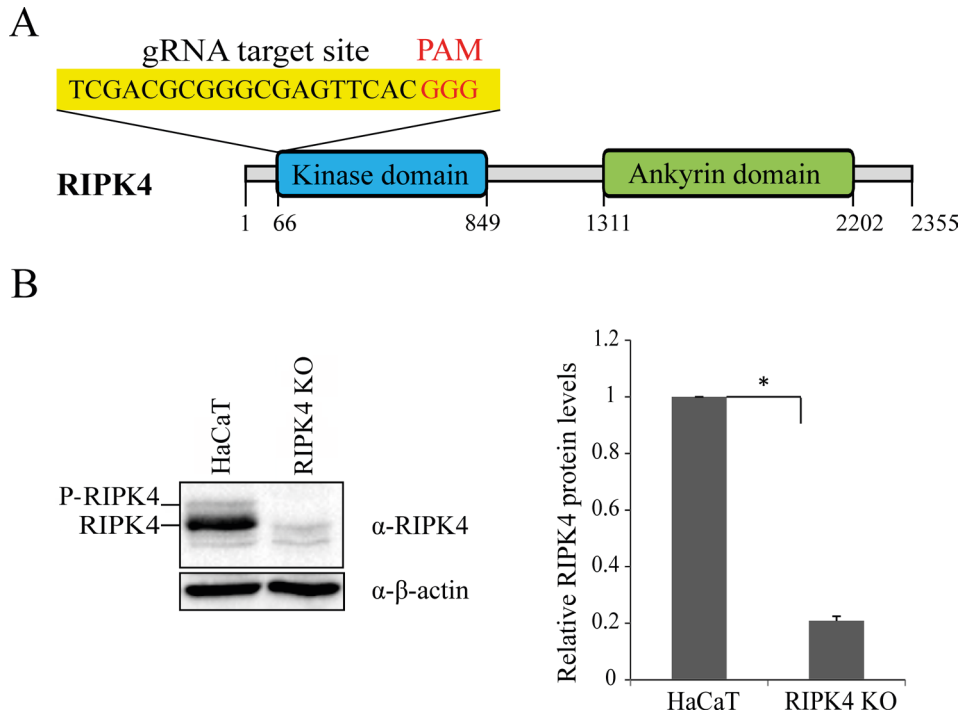 A
gRNA target site PAM
TCGACGCGGGCGAGTTCAC GGG
RIPK4
Kinase domain
Ankyrin domain
1 66 849 1311 2202 2355
B
HaCaT
RIPK4 KO
P-RIPK4
RIPK4
α-RIPK4
α-β-actin
Relative RIPK4 protein levels
1.2
1
0.8
0.6
0.4
0.2
0
*
HaCaT RIPK4 KO